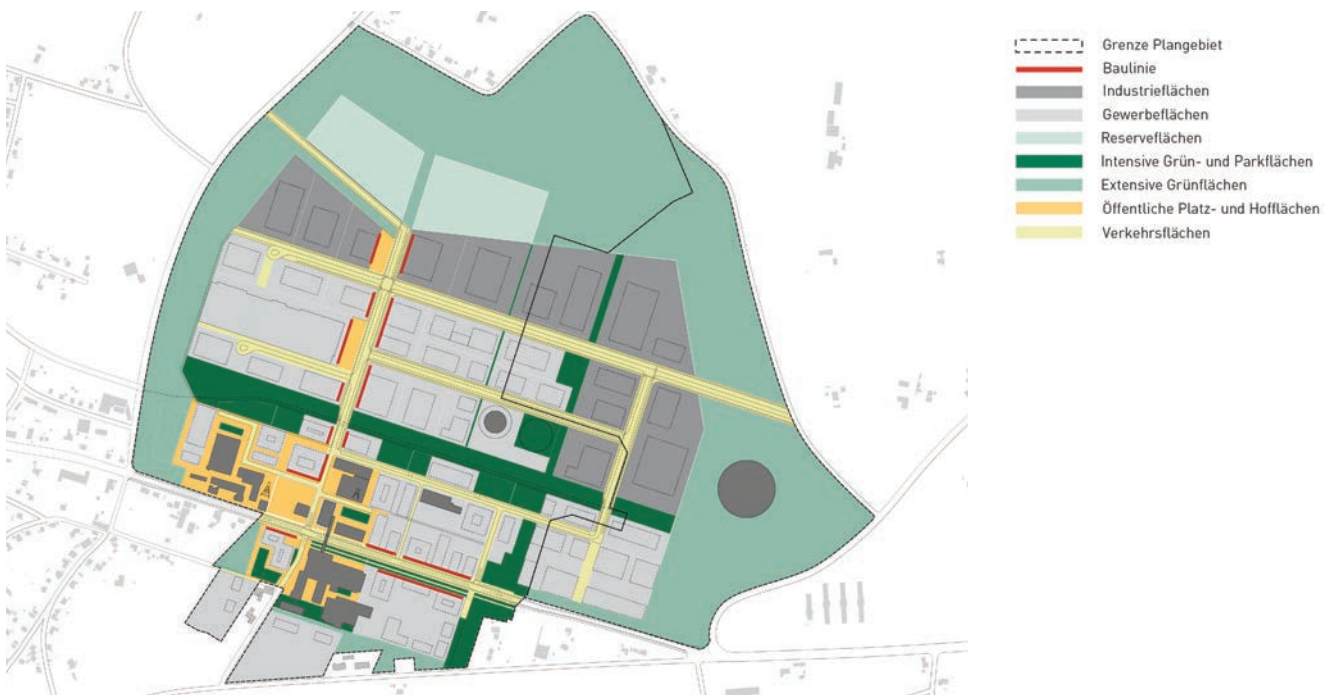 Grenze Plangebiet
Baulinie
Industrieflächen
Gewerbeflächen
Reserveflächen
Intensive Grün- und Parkflächen
Extensive Grünflächen
Öffentliche Platz- und Hofflächen
Verkehrsflächen